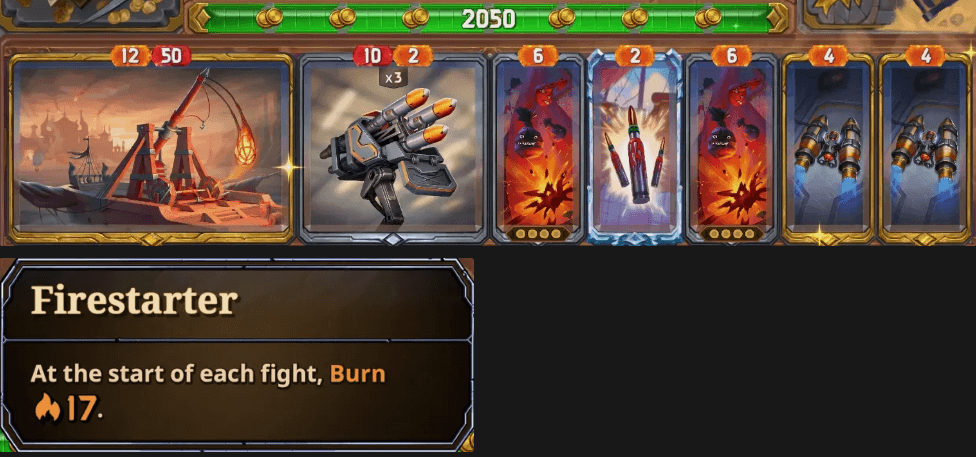 2050
12 50 10 2 6 2 6 4 4
x3
Firestarter
At the start of each fight, Burn
17.